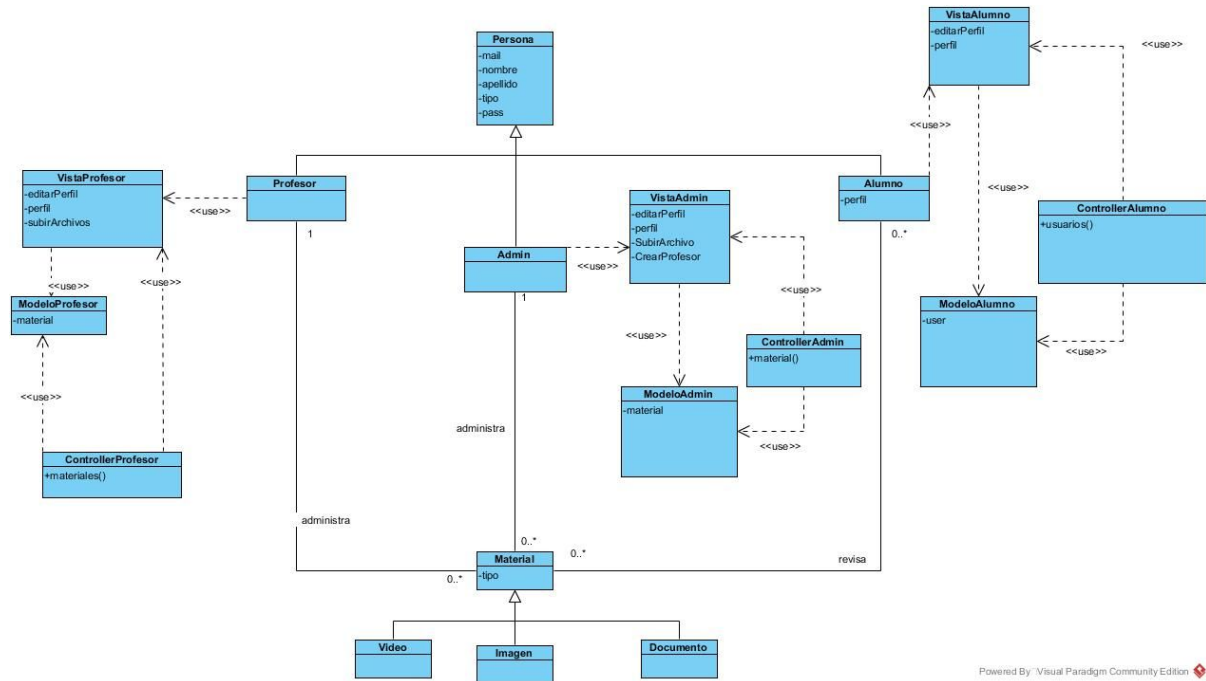 Persona
-mail
-nombre
-apellido
-tipo
-pass
VistaAlumno
-editarPerfil
-perfil
<<use>>
<<use>>
<<use>>
VistaProfesor
-editarPerfil
-perfil
-subirArchivos
<<use>>
Profesor
1
Alumno
-perfil
0..*
VistaAdmin
-editarPerfil
-perfil
-SubirArchivo
-CrearProfesor
Admin
1
<<use>>
ControllerAlumno
+usuarios()
<<use>>
<<use>>
ModeloProfesor
-material
<<use>>
<<use>>
<<use>>
ControllerAdmin
+material()
ModeloAlumno
-user
<<use>>
ModeloAdmin
-material
<<use>>
<<use>>
administra
ControllerProfesor
+materiales()
administra
0..*
0..*
0..*
revisa
Material
-tipo
Video
Imagen
Documento
Powered By Visual Paradigm Community Edition